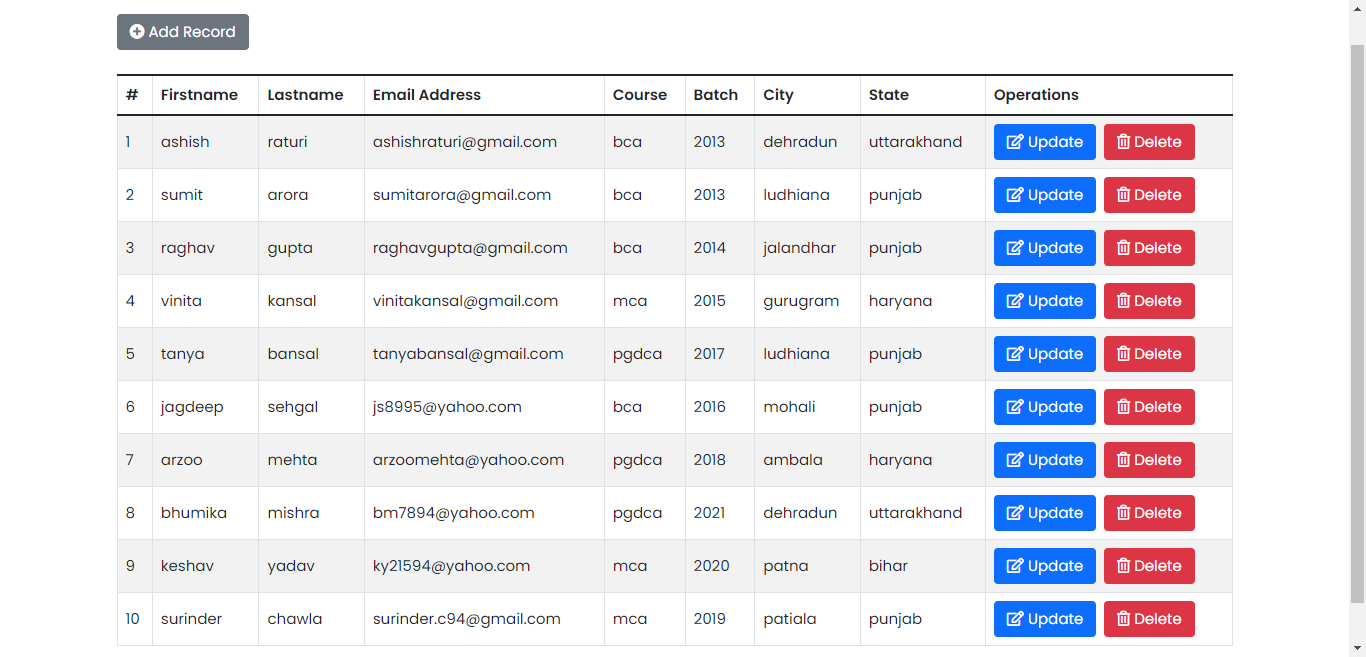 Add Record
# Firstname Lastname Email Address Course Batch City State Operations
1 ashish raturi ashishraturi@gmail.com bca 2013 dehradun uttarakhand Update Delete
2 sumit arora sumitarora@gmail.com bca 2013 ludhiana punjab Update Delete
3 raghav gupta raghavgupta@gmail.com bca 2014 jalandhar punjab Update Delete
4 vinita kansal vinitakansal@gmail.com mca 2015 gurugram haryana Update Delete
5 tanya bansal tanyabansal@gmail.com pgdca 2017 ludhiana punjab Update Delete
6 jagdeep sehgal js8995@yahoo.com bca 2016 mohali punjab Update Delete
7 arzoo mehta arzoomehta@yahoo.com pgdca 2018 ambala haryana Update Delete
8 bhumika mishra bm7894@yahoo.com pgdca 2021 dehradun uttarakhand Update Delete
9 keshav yadav ky21594@yahoo.com mca 2020 patna bihar Update Delete
10 surinder chawla surinder.c94@gmail.com mca 2019 patiala punjab Update Delete